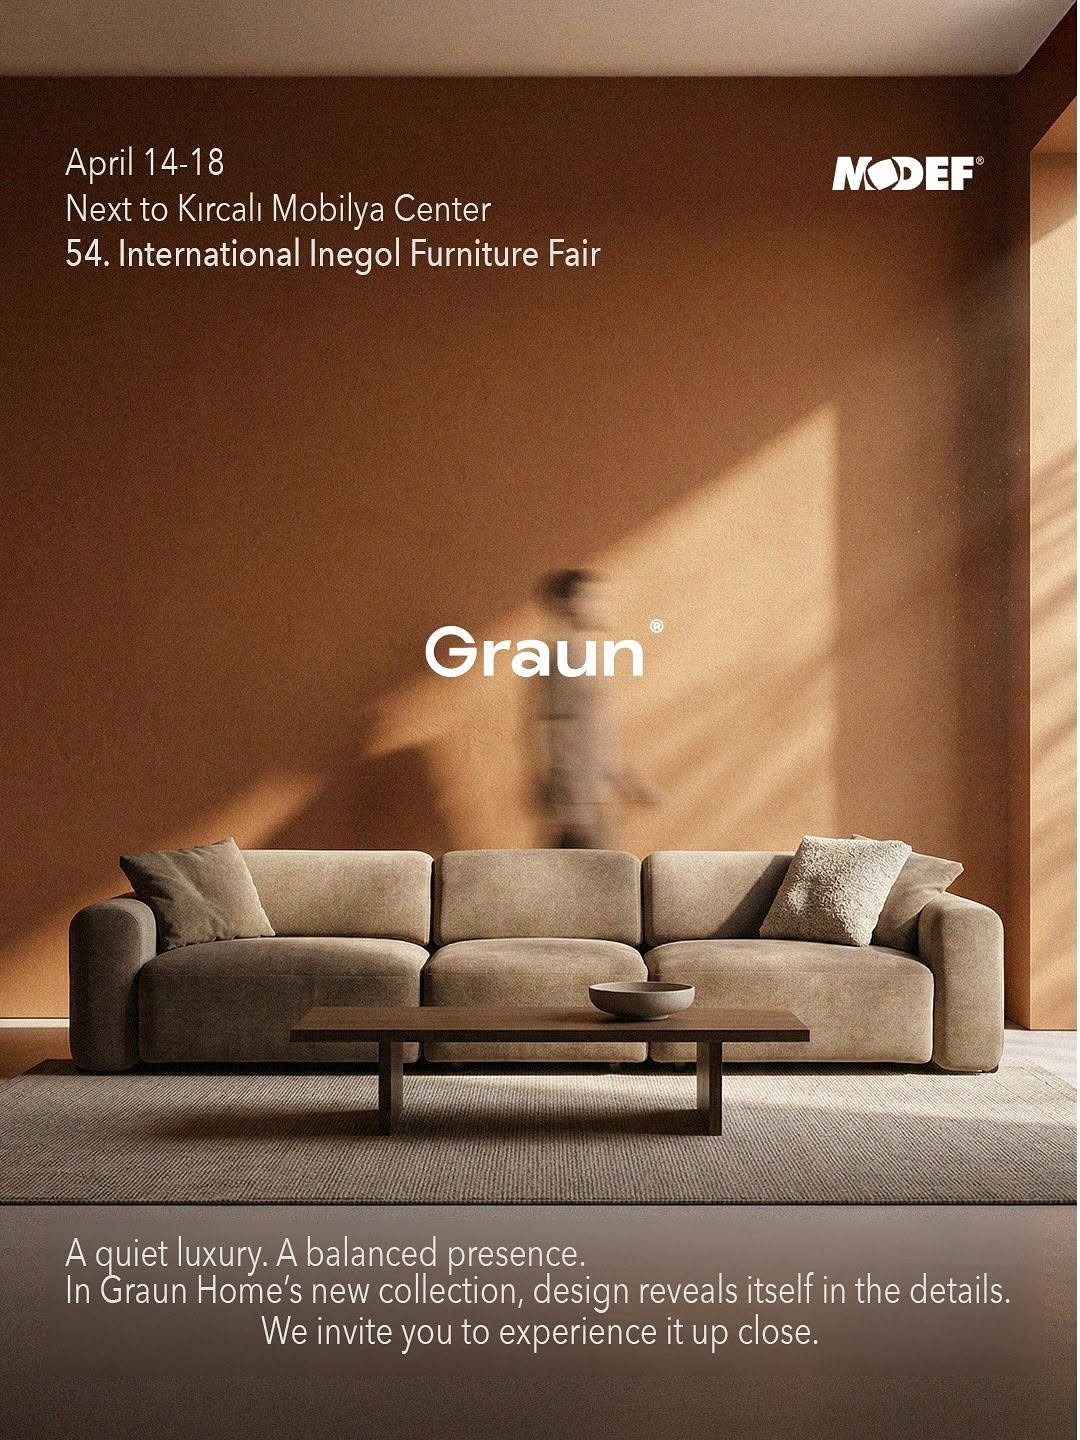 April 14-18
Next to Kırcalı Mobilya Center
54. International Inegol Furniture Fair
MODEF®
Graun®
A quiet luxury. A balanced presence.
In Graun Home’s new collection, design reveals itself in the details.
We invite you to experience it up close.